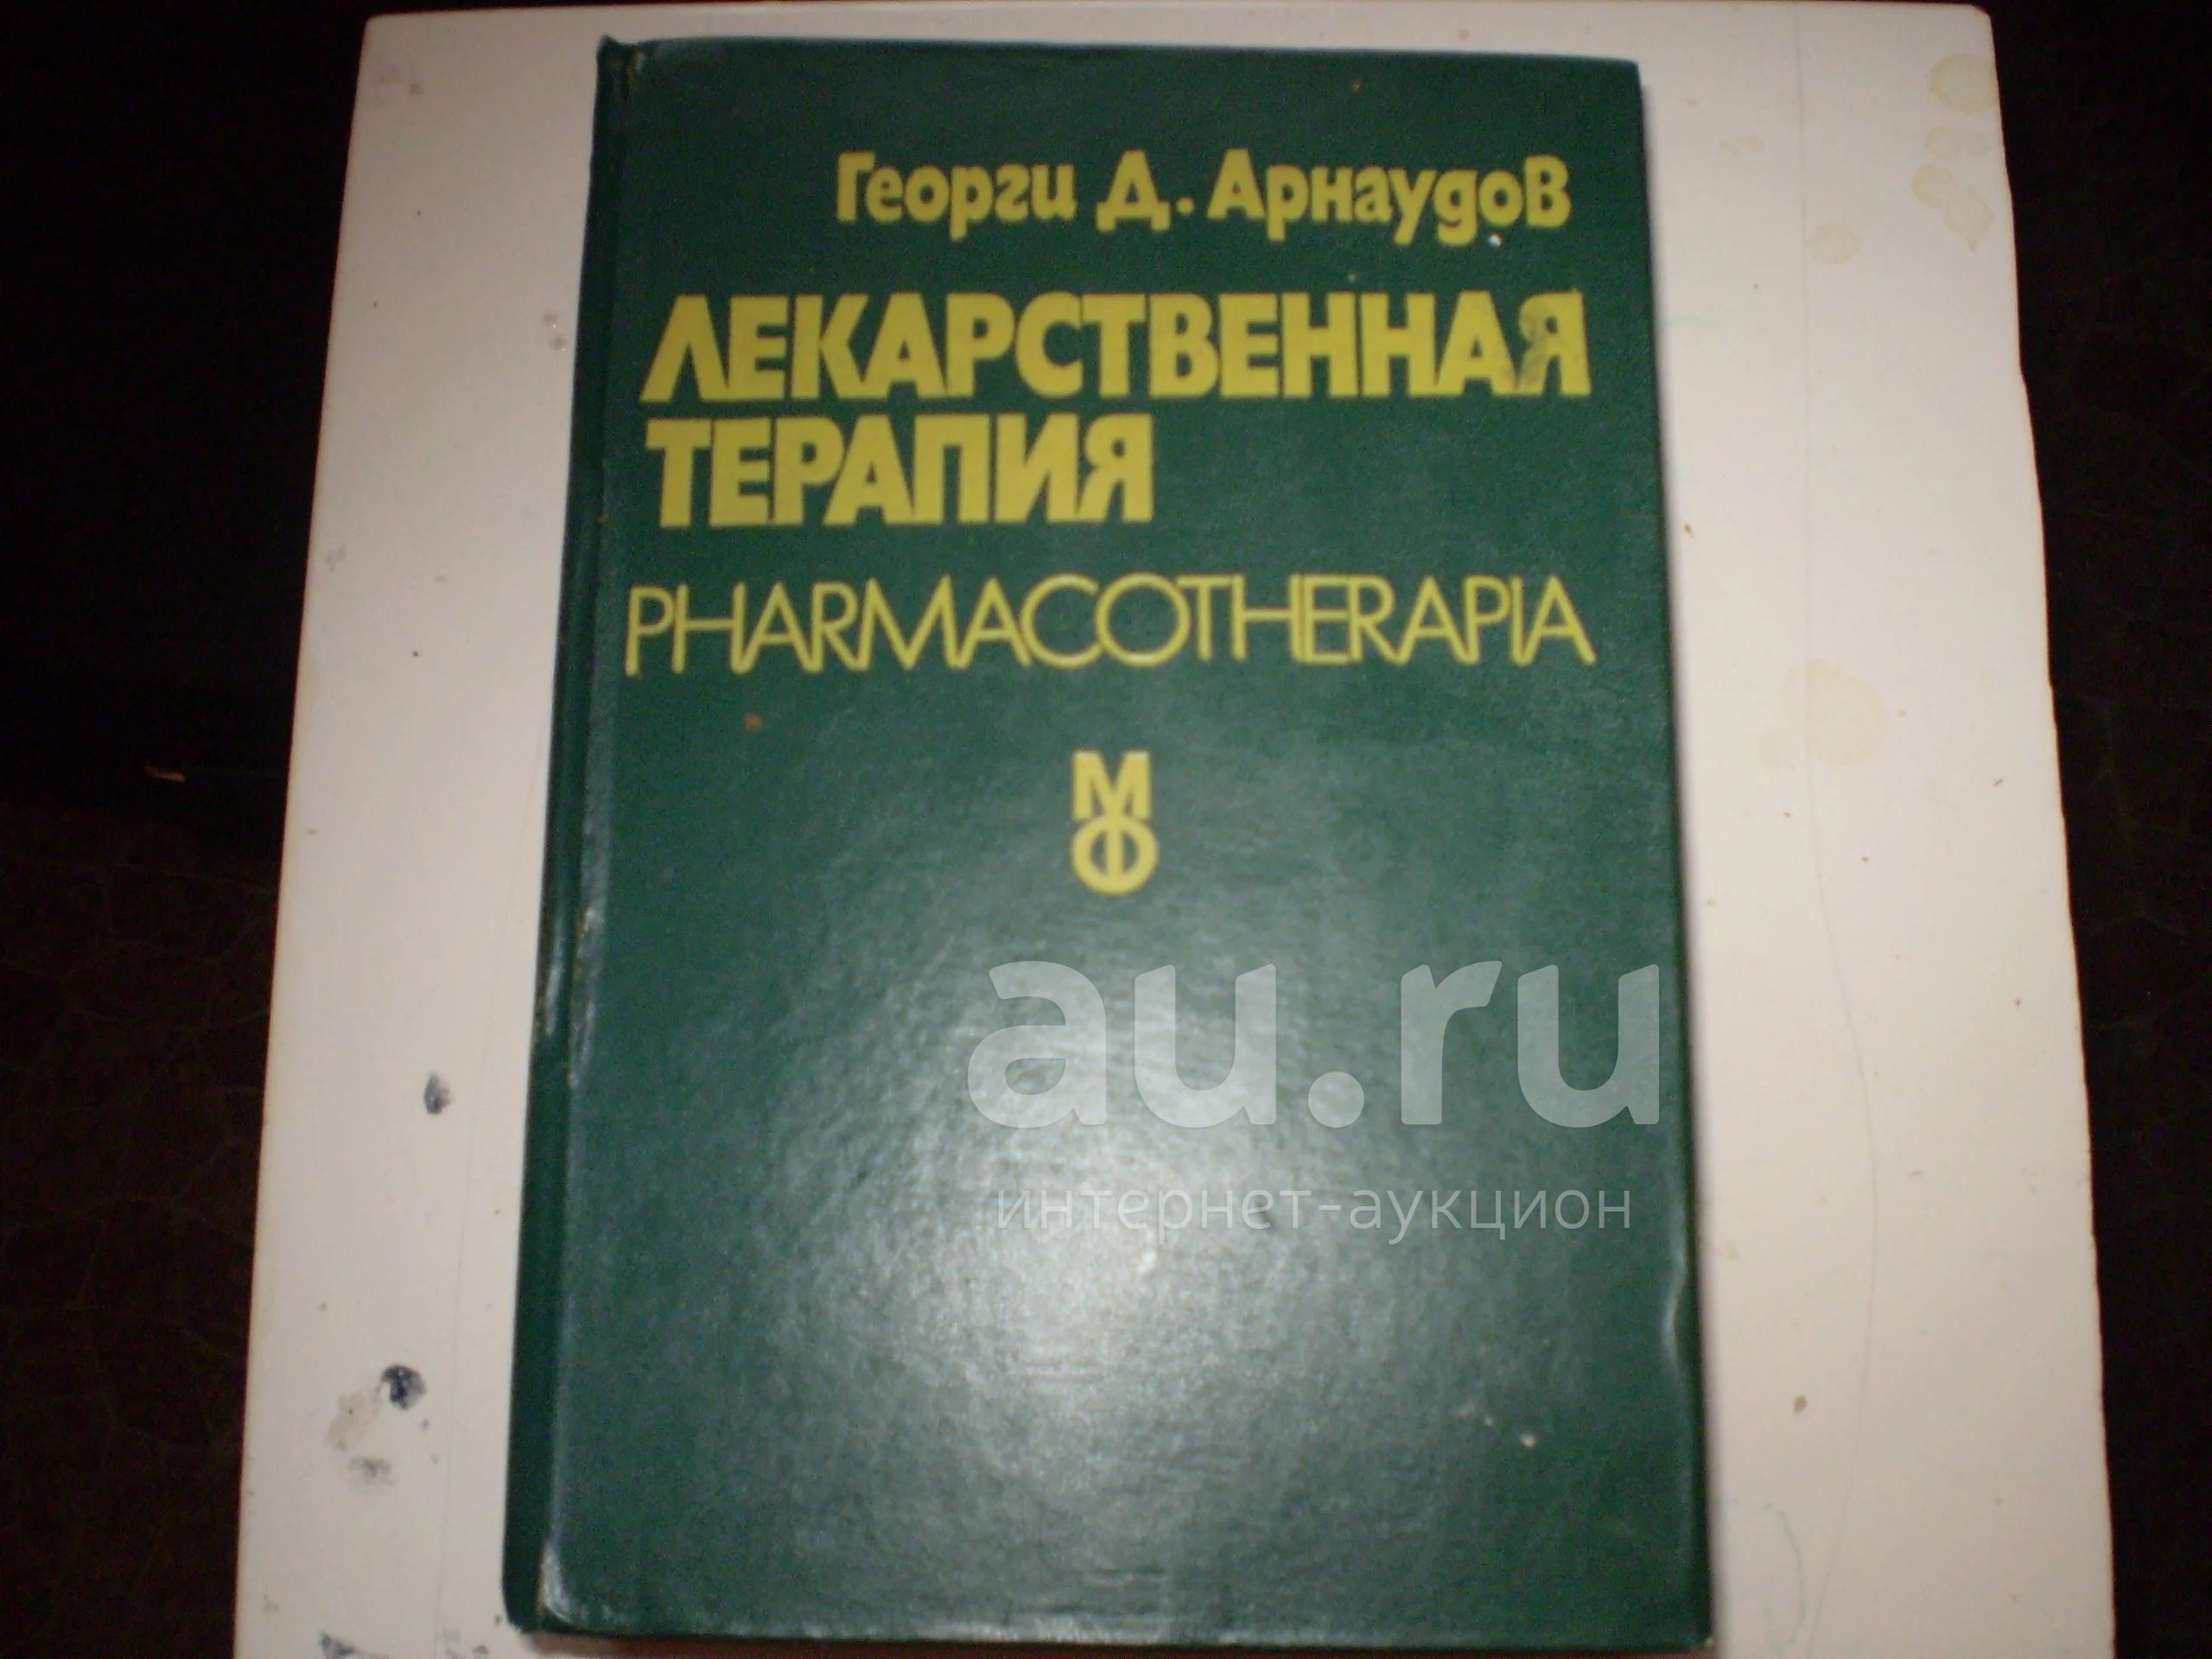 Георги Д. Арнаудов
ЛЕКАРСТВЕННАЯ
ТЕРАПИЯ
PHARMACOTHERAPIA
М
Ф
au.ru
интернет-аукцион